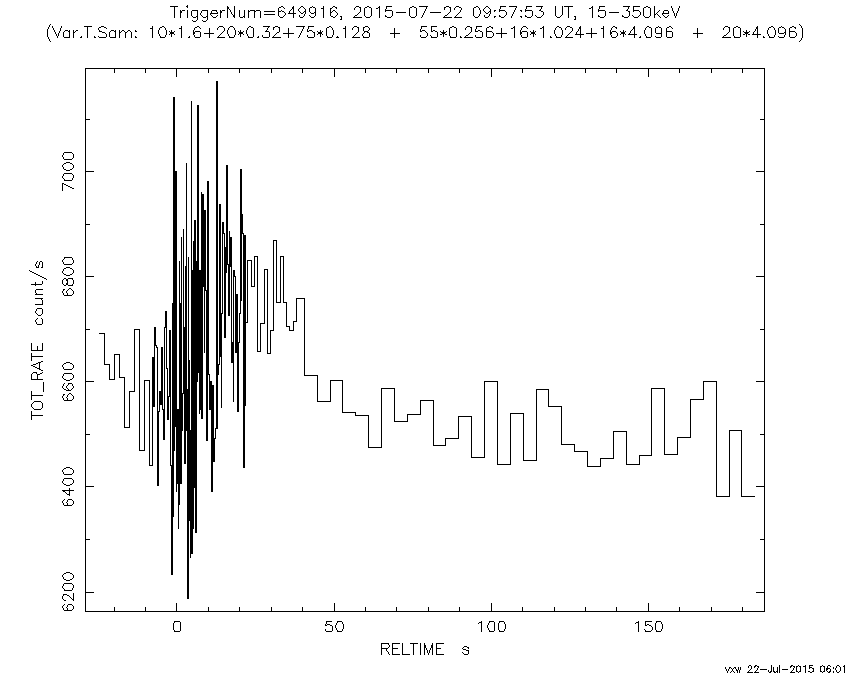 TriggerNum=649916, 2015-07-22 09:57:53 UT, 15-350keV
(Var.T.Sam: 10*1.6+20*0.32+75*0.128 + 55*0.256+16*1.024+16*4.096 + 20*4.096)
7000
6800
6600
6400
6200
TOT_RATE count/s
0 50 100 150
RELTIME s
vxw 22-Jul-2015 06:01